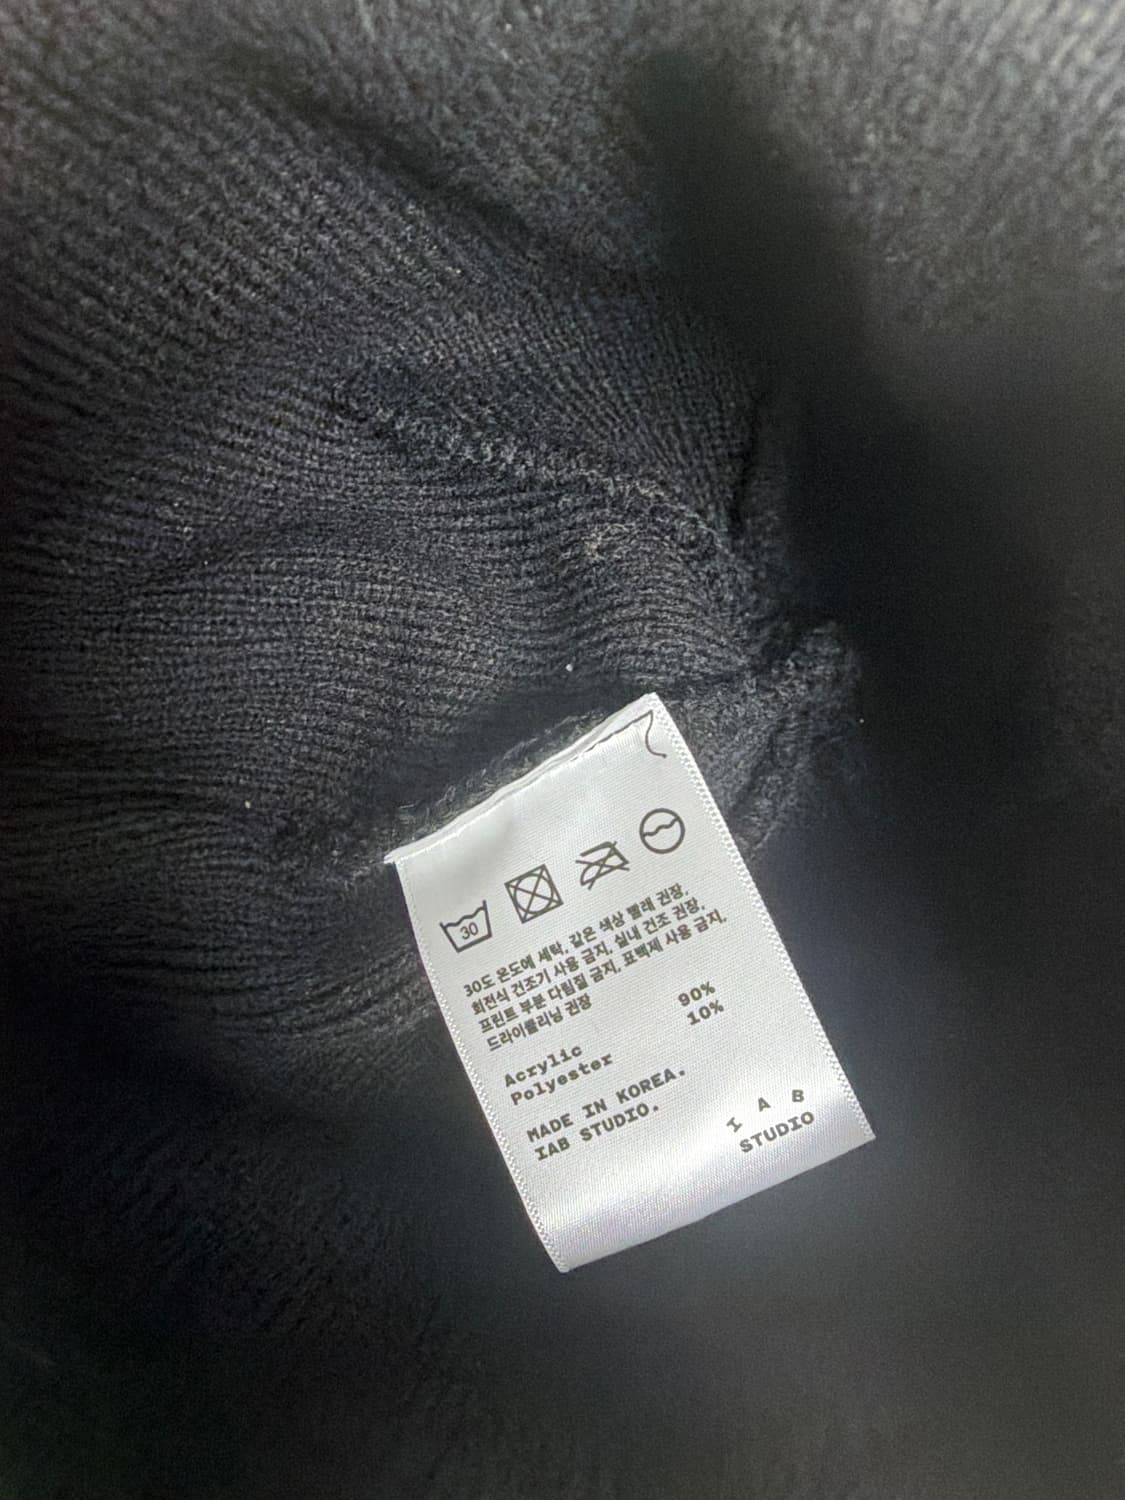 30
30도 온도에 세탁, 같은 색상 빨래 권장,
회전식 건조기 사용 금지, 실내 건조 권장,
프린트 부분 다림질 금지, 표백제 사용 금지,
드라이클리닝 권장
Acrylic 90%
Polyester 10%
MADE IN KOREA.
IAB STUDIO.
I A B
STUDIO